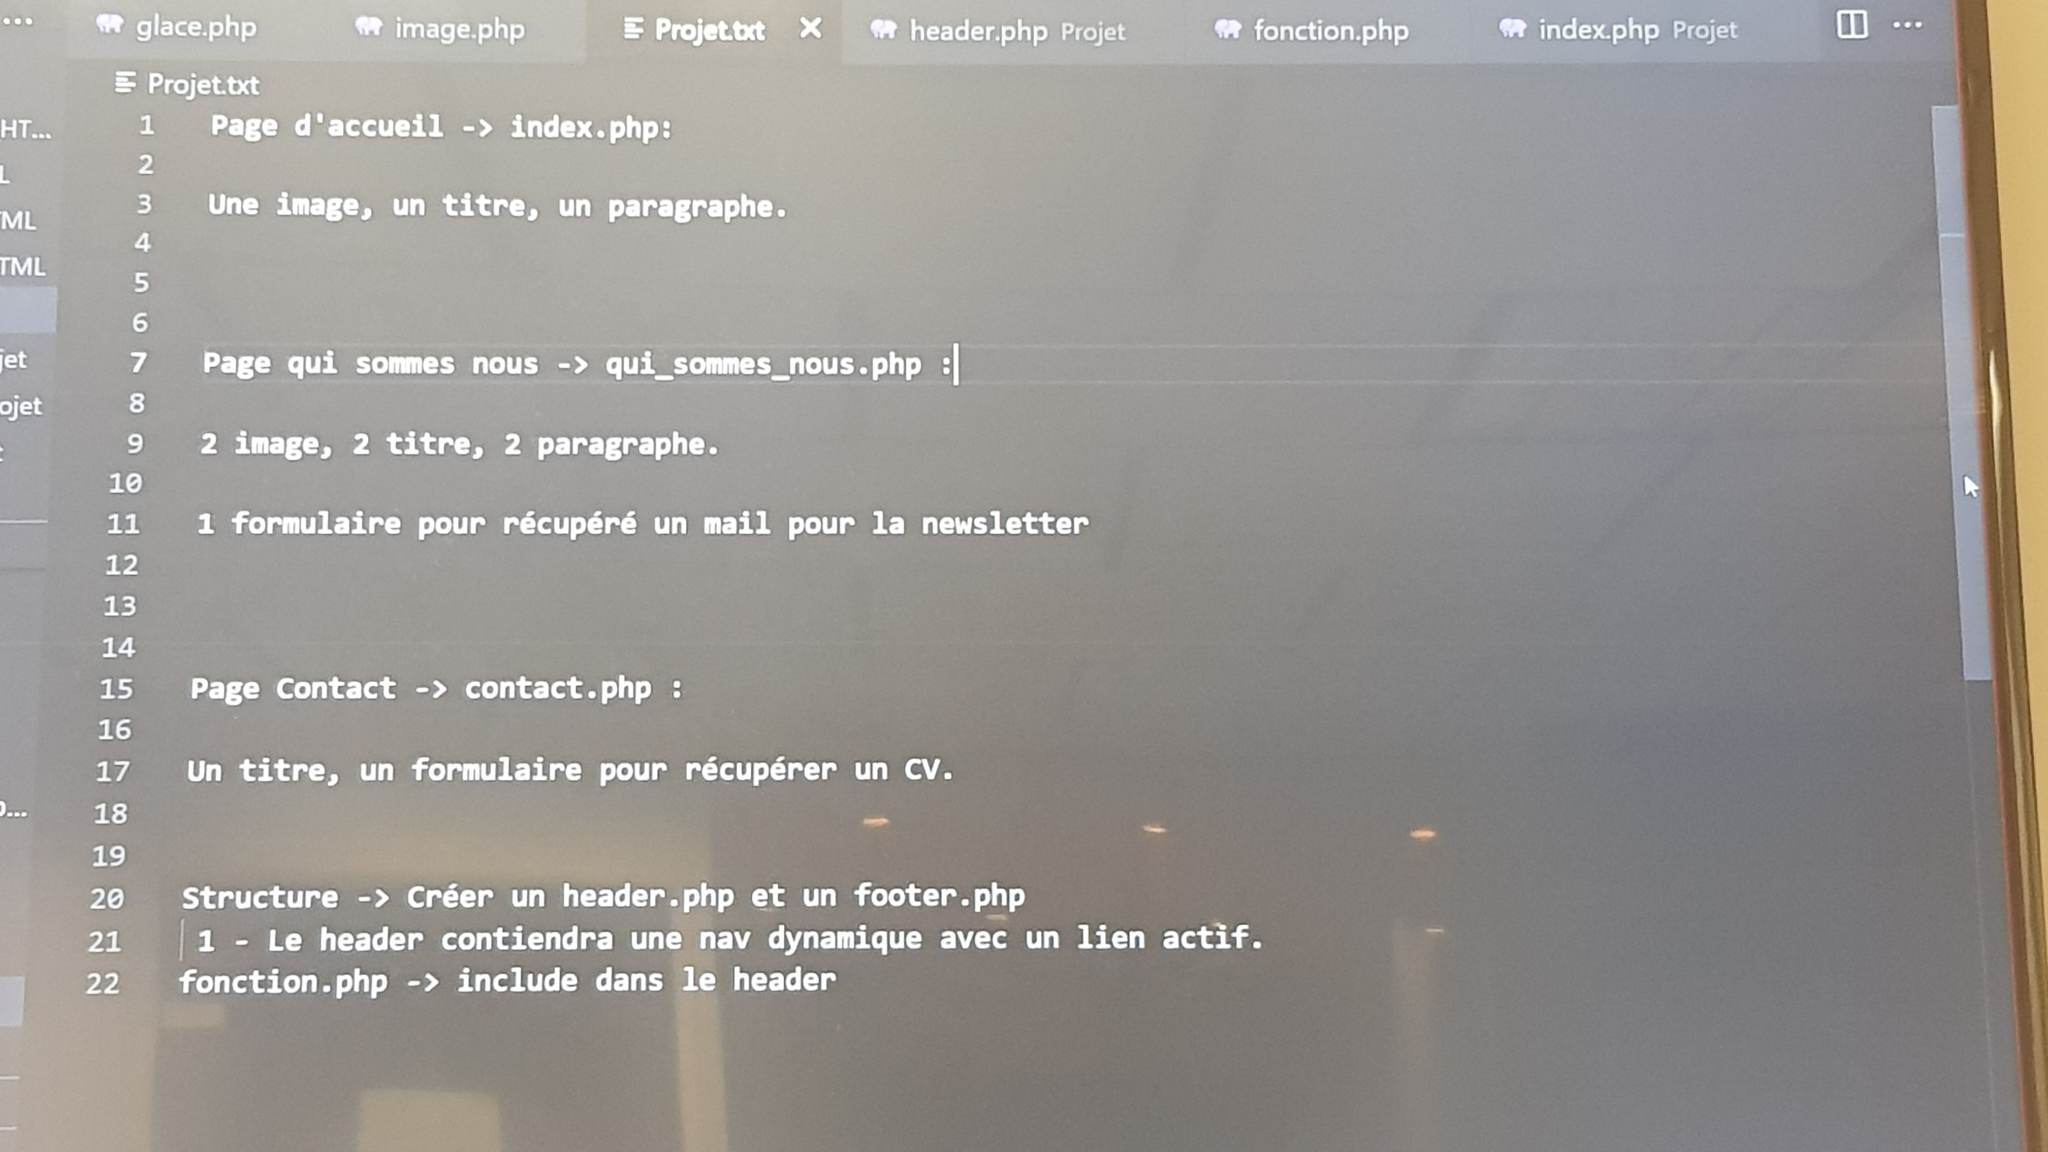 ... glace.php image.php Projet.txt header.php Projet fonction.php index.php Projet ...
Projet.txt
HT...
L
ML
TML
jet
ojet
1 Page d'accueil -> index.php:
2
3 Une image, un titre, un paragraphe.
4
5
6
7 Page qui sommes nous -> qui_sommes_nous.php :
8
9 2 image, 2 titre, 2 paragraphe.
10
11 1 formulaire pour récupéré un mail pour la newsletter
12
13
14
15 Page Contact -> contact.php :
16
17 Un titre, un formulaire pour récupérer un CV.
18
19
20 Structure -> Créer un header.php et un footer.php
21 1 - Le header contiendra une nav dynamique avec un lien actif.
22 fonction.php -> include dans le header